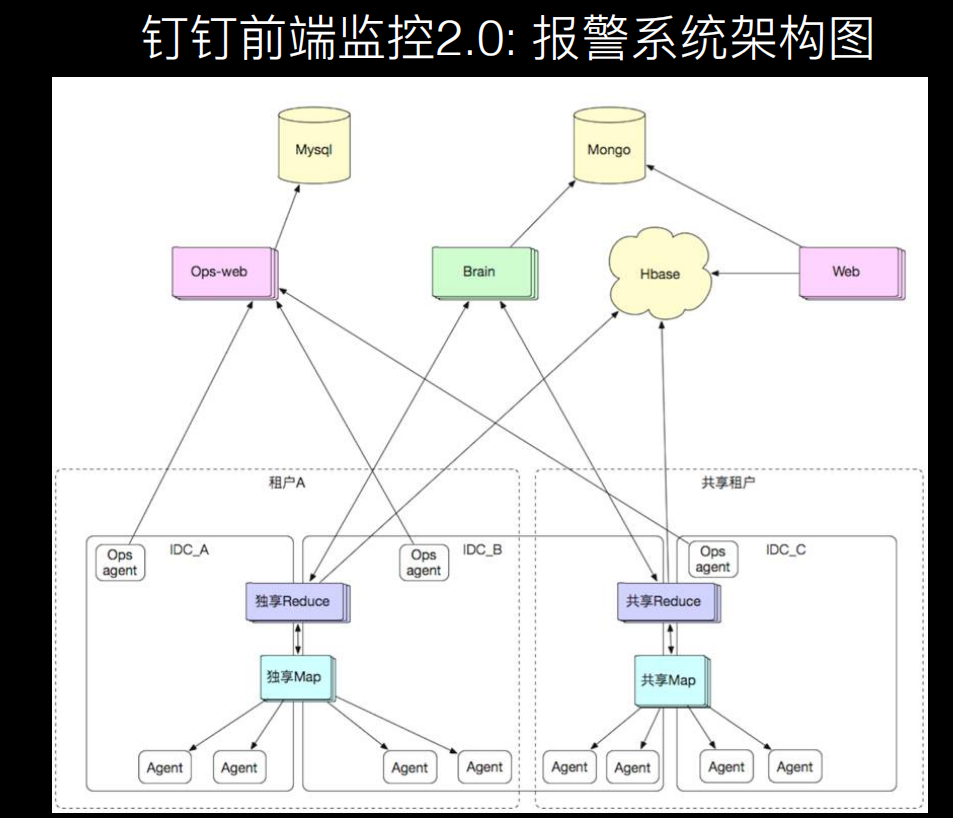 钉钉前端监控2.0: 报警系统架构图
Mysql
Mongo
Ops-web
Brain
Hbase
Web
租户A
共享租户
IDC_A
IDC_B
IDC_C
Ops
agent
Ops
agent
Ops
agent
独享Reduce
共享Reduce
独享Map
共享Map
Agent
Agent
Agent
Agent
Agent
Agent
Agent
Agent